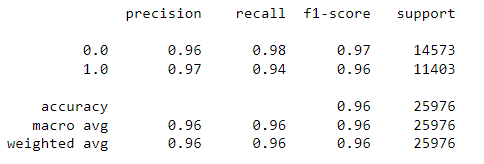 precision recall f1-score support
0.0 0.96 0.98 0.97 14573
1.0 0.97 0.94 0.96 11403
accuracy 0.96 25976
macro avg 0.96 0.96 0.96 25976
weighted avg 0.96 0.96 0.96 25976